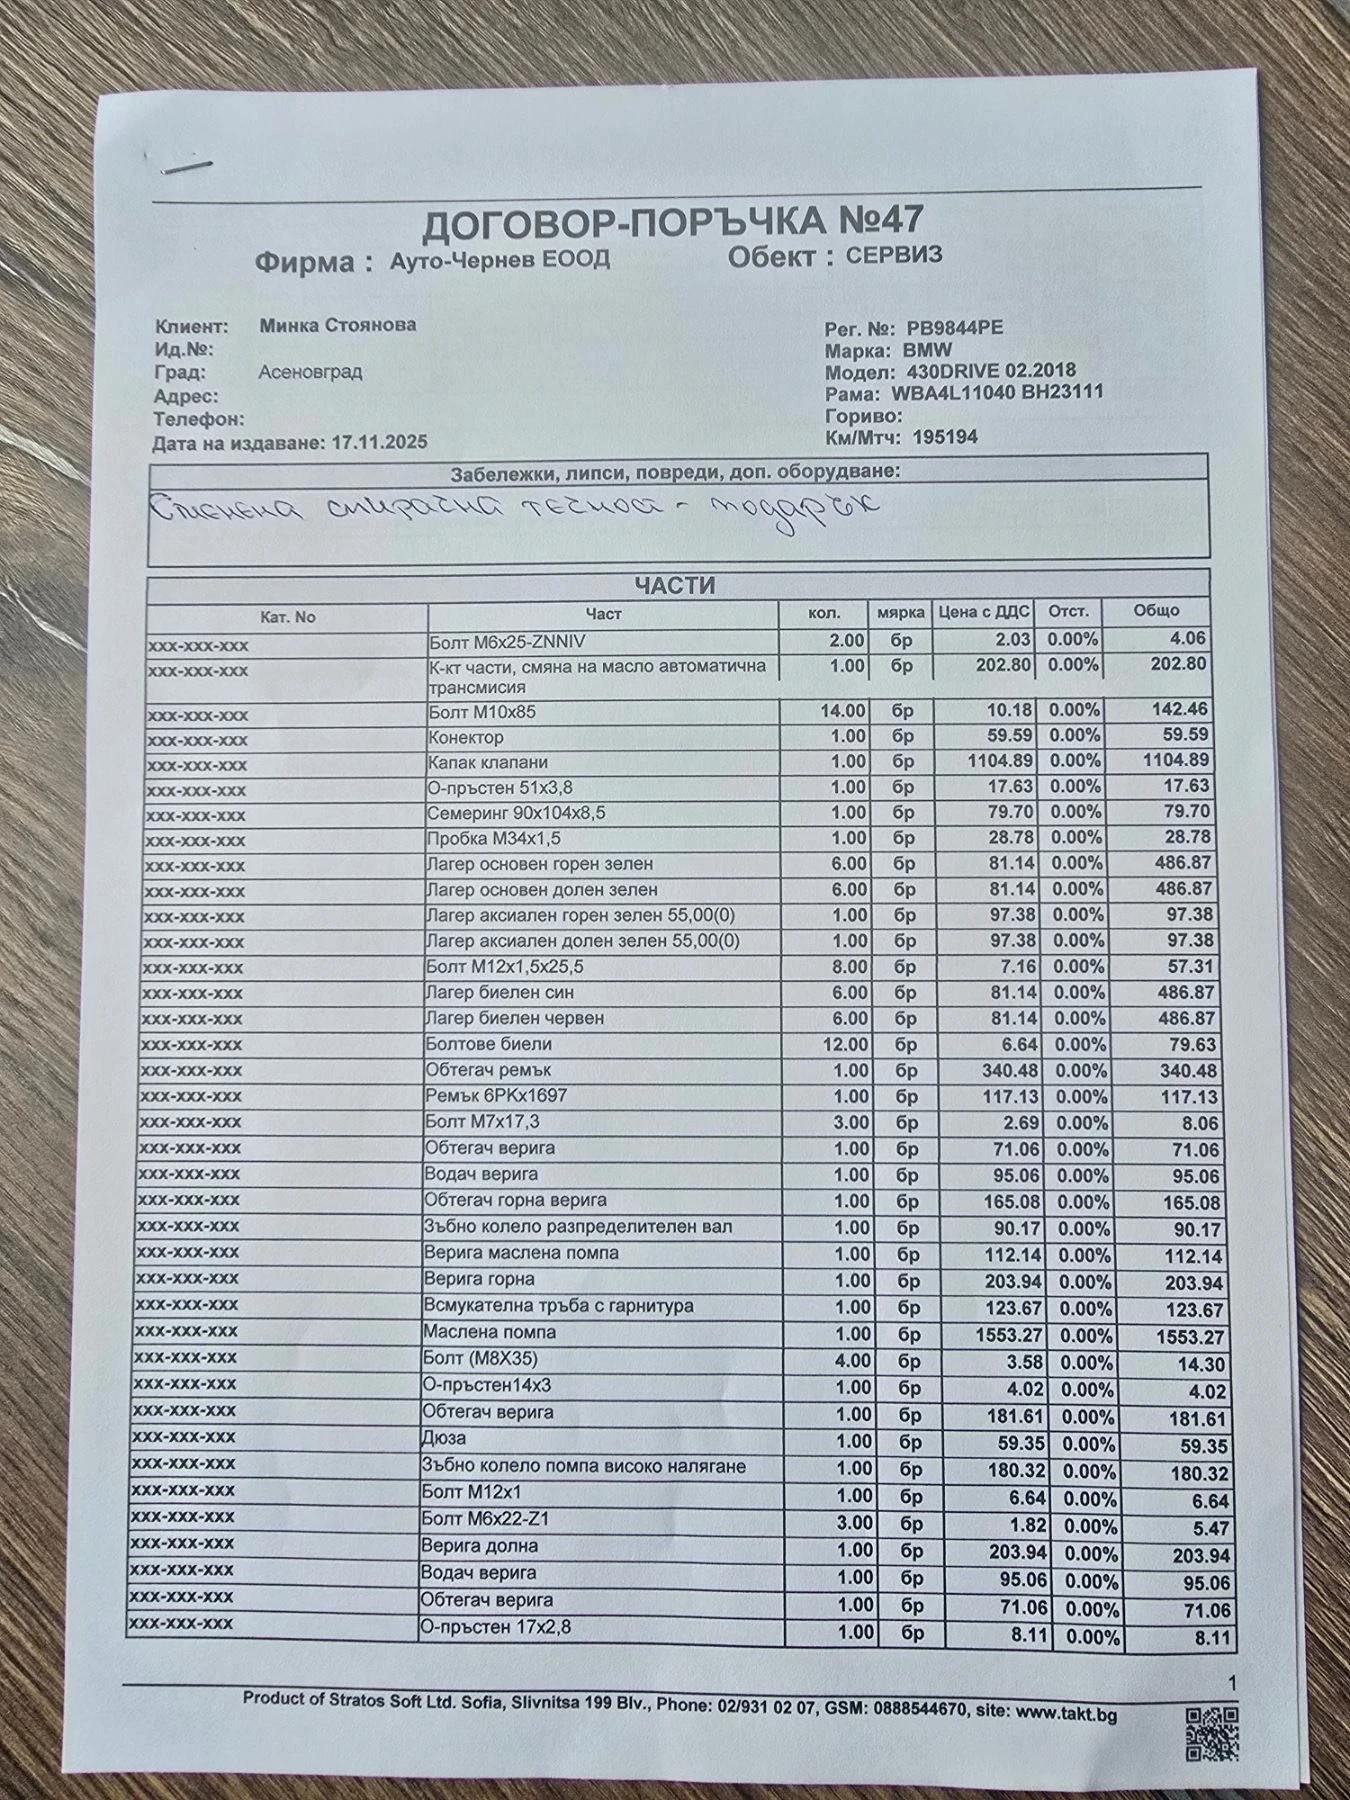 ДОГОВОР-ПОРЪЧКА №47
Фирма : Ауто-Чернев ЕООД Обект : СЕРВИЗ
Клиент: Минка Стоянова Рег. №: PB9844PE
Ид.№: Марка: BMW
Град: Асеновград Модел: 430DRIVE 02.2018
Адрес: Рама: WBA4L11040 BH23111
Телефон: Гориво:
Дата на издаване: 17.11.2025 Км/Мтч: 195194
Забележки, липси, повреди, доп. оборудване:
Сменена спирачна течност - подарък
ЧАСТИ
Кат. No Част кол. мярка Цена с ДДС Отст. Общо
xxx-xxx-xxx Болт M6x25-ZNNIV 2.00 бр 2.03 0.00% 4.06
xxx-xxx-xxx К-кт части, смяна на масло автоматична 1.00 бр 202.80 0.00% 202.80
трансмисия
xxx-xxx-xxx Болт M10x85 14.00 бр 10.18 0.00% 142.46
xxx-xxx-xxx Конектор 1.00 бр 59.59 0.00% 59.59
xxx-xxx-xxx Капак клапани 1.00 бр 1104.89 0.00% 1104.89
xxx-xxx-xxx О-пръстен 51x3,8 1.00 бр 17.63 0.00% 17.63
xxx-xxx-xxx Семеринг 90x104x8,5 1.00 бр 79.70 0.00% 79.70
xxx-xxx-xxx Пробка M34x1,5 1.00 бр 28.78 0.00% 28.78
xxx-xxx-xxx Лагер основен горен зелен 6.00 бр 81.14 0.00% 486.87
xxx-xxx-xxx Лагер основен долен зелен 6.00 бр 81.14 0.00% 486.87
xxx-xxx-xxx Лагер аксиален горен зелен 55,00(0) 1.00 бр 97.38 0.00% 97.38
xxx-xxx-xxx Лагер аксиален долен зелен 55,00(0) 1.00 бр 97.38 0.00% 97.38
xxx-xxx-xxx Болт M12x1,5x25,5 8.00 бр 7.16 0.00% 57.31
xxx-xxx-xxx Лагер биелен син 6.00 бр 81.14 0.00% 486.87
xxx-xxx-xxx Лагер биелен червен 6.00 бр 81.14 0.00% 486.87
xxx-xxx-xxx Болтове биели 12.00 бр 6.64 0.00% 79.63
xxx-xxx-xxx Обтегач ремък 1.00 бр 340.48 0.00% 340.48
xxx-xxx-xxx Ремък 6PKx1697 1.00 бр 117.13 0.00% 117.13
xxx-xxx-xxx Болт M7x17,3 3.00 бр 2.69 0.00% 8.06
xxx-xxx-xxx Обтегач верига 1.00 бр 71.06 0.00% 71.06
xxx-xxx-xxx Водач верига 1.00 бр 95.06 0.00% 95.06
xxx-xxx-xxx Обтегач горна верига 1.00 бр 165.08 0.00% 165.08
xxx-xxx-xxx Зъбно колело разпределителен вал 1.00 бр 90.17 0.00% 90.17
xxx-xxx-xxx Верига маслена помпа 1.00 бр 112.14 0.00% 112.14
xxx-xxx-xxx Верига горна 1.00 бр 203.94 0.00% 203.94
xxx-xxx-xxx Всмукателна тръба с гарнитура 1.00 бр 123.67 0.00% 123.67
xxx-xxx-xxx Маслена помпа 1.00 бр 1553.27 0.00% 1553.27
xxx-xxx-xxx Болт (M8X35) 4.00 бр 3.58 0.00% 14.30
xxx-xxx-xxx О-пръстен14x3 1.00 бр 4.02 0.00% 4.02
xxx-xxx-xxx Обтегач верига 1.00 бр 181.61 0.00% 181.61
xxx-xxx-xxx Дюза 1.00 бр 59.35 0.00% 59.35
xxx-xxx-xxx Зъбно колело помпа високо налягане 1.00 бр 180.32 0.00% 180.32
xxx-xxx-xxx Болт M12x1 1.00 бр 6.64 0.00% 6.64
xxx-xxx-xxx Болт M6x22-Z1 3.00 бр 1.82 0.00% 5.47
xxx-xxx-xxx Верига долна 1.00 бр 203.94 0.00% 203.94
xxx-xxx-xxx Водач верига 1.00 бр 95.06 0.00% 95.06
xxx-xxx-xxx Обтегач верига 1.00 бр 71.06 0.00% 71.06
xxx-xxx-xxx О-пръстен 17x2,8 1.00 бр 8.11 0.00% 8.11
1
Product of Stratos Soft Ltd. Sofia, Slivnitsa 199 Blv., Phone: 02/931 02 07, GSM: 0888544670, site: www.takt.bg